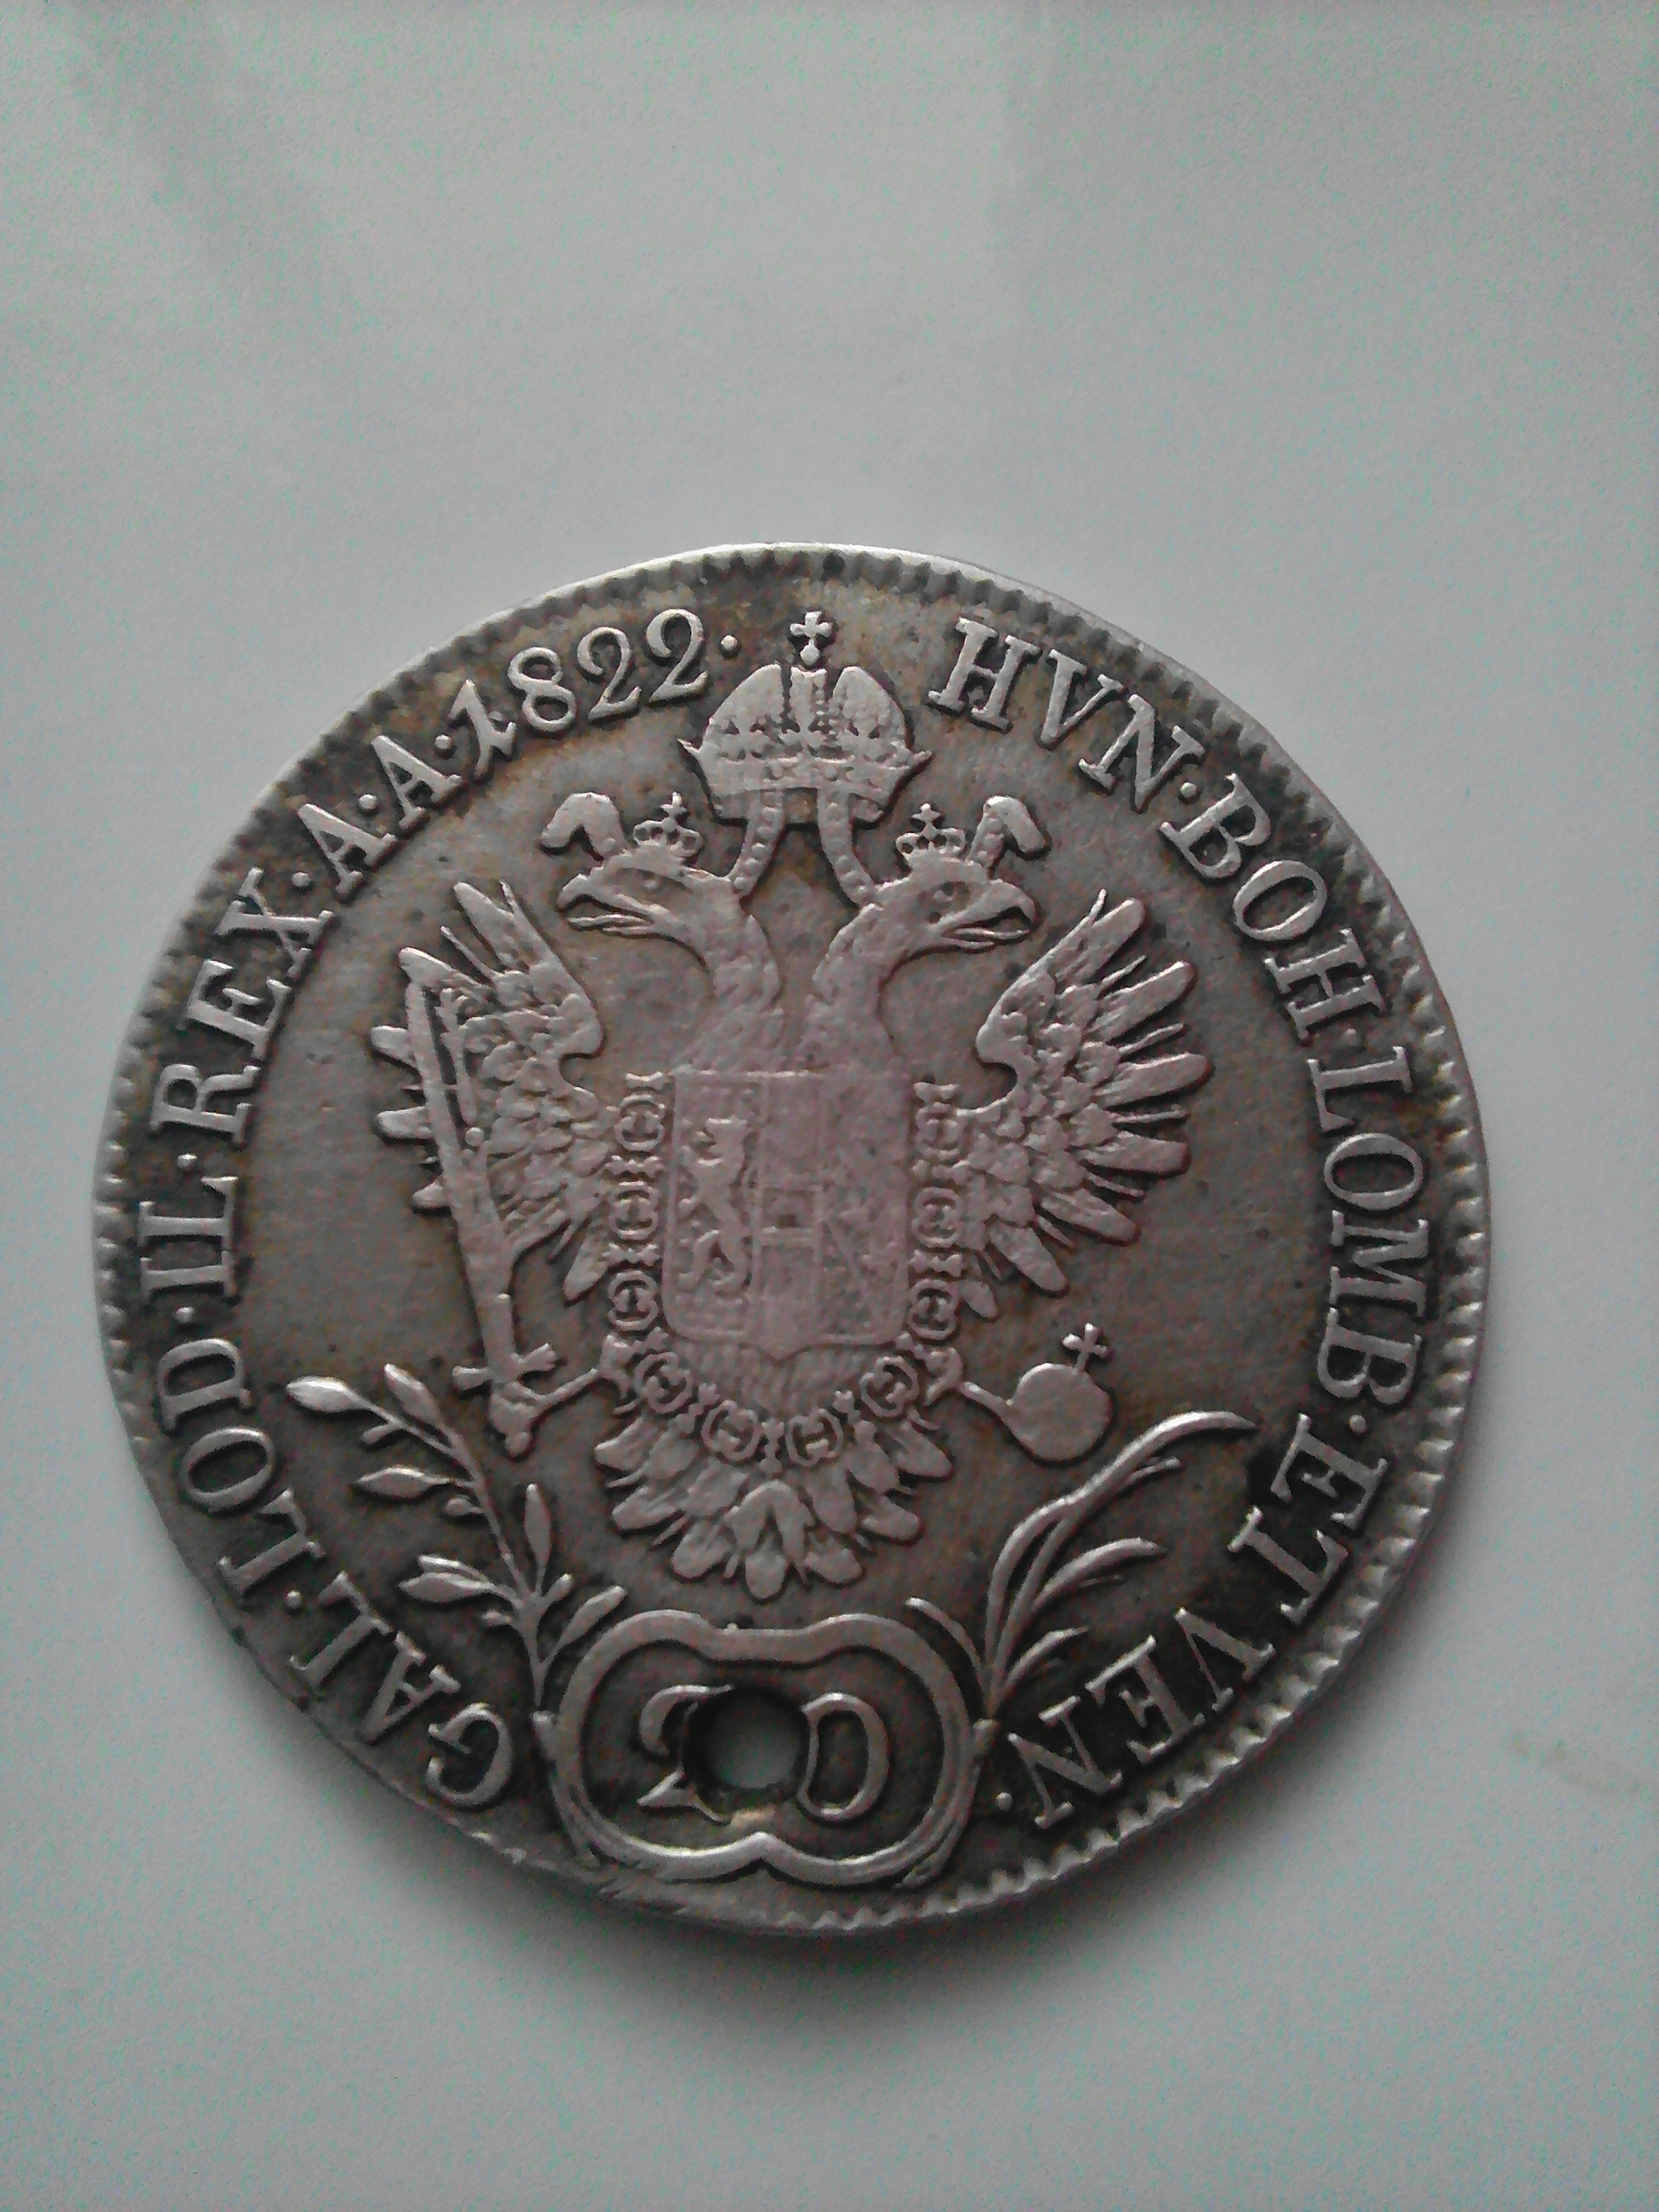 HVN·BOH·LOMB·ET VEN·
GAL·LOD·IL·REX·A·A·1822·
20